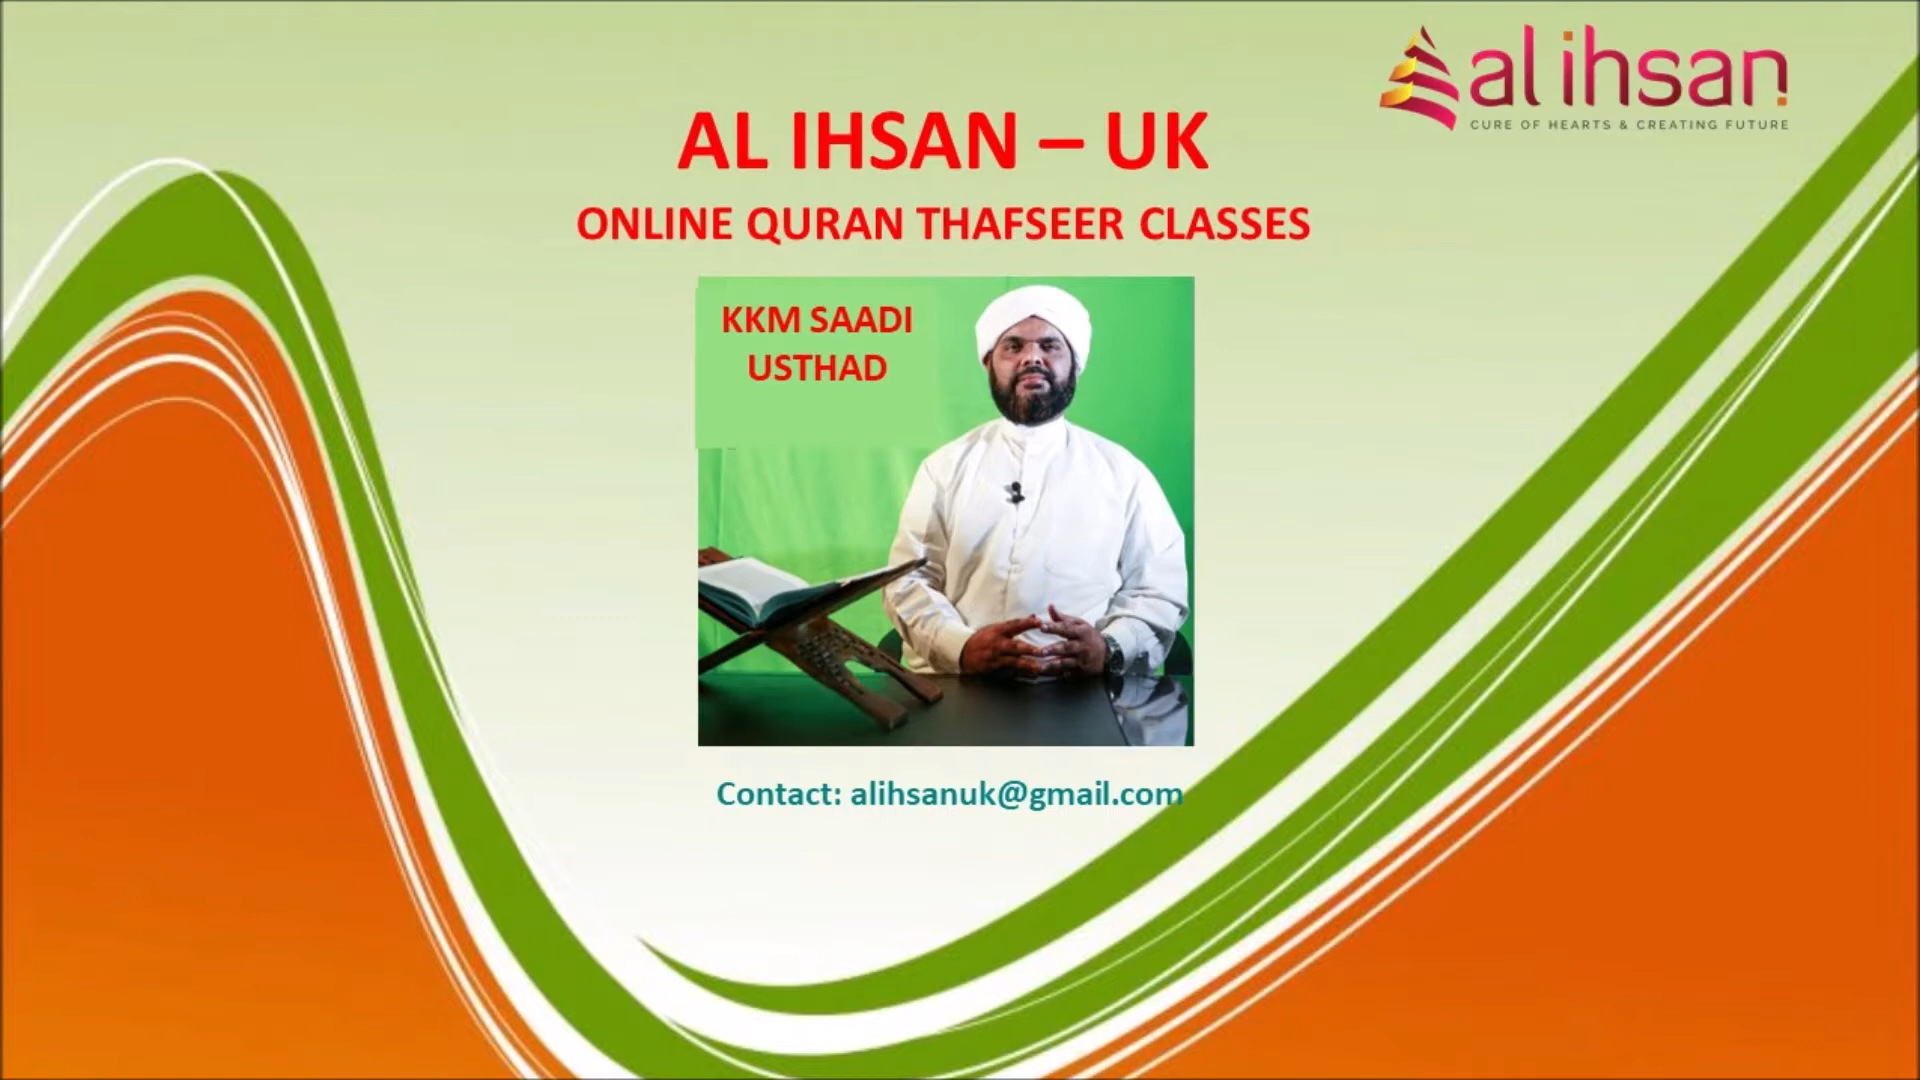 al ihsan
CURE OF HEARTS & CREATING FUTURE
AL IHSAN – UK
ONLINE QURAN THAFSEER CLASSES
KKM SAADI
USTHAD
Contact: alihsanuk@gmail.com